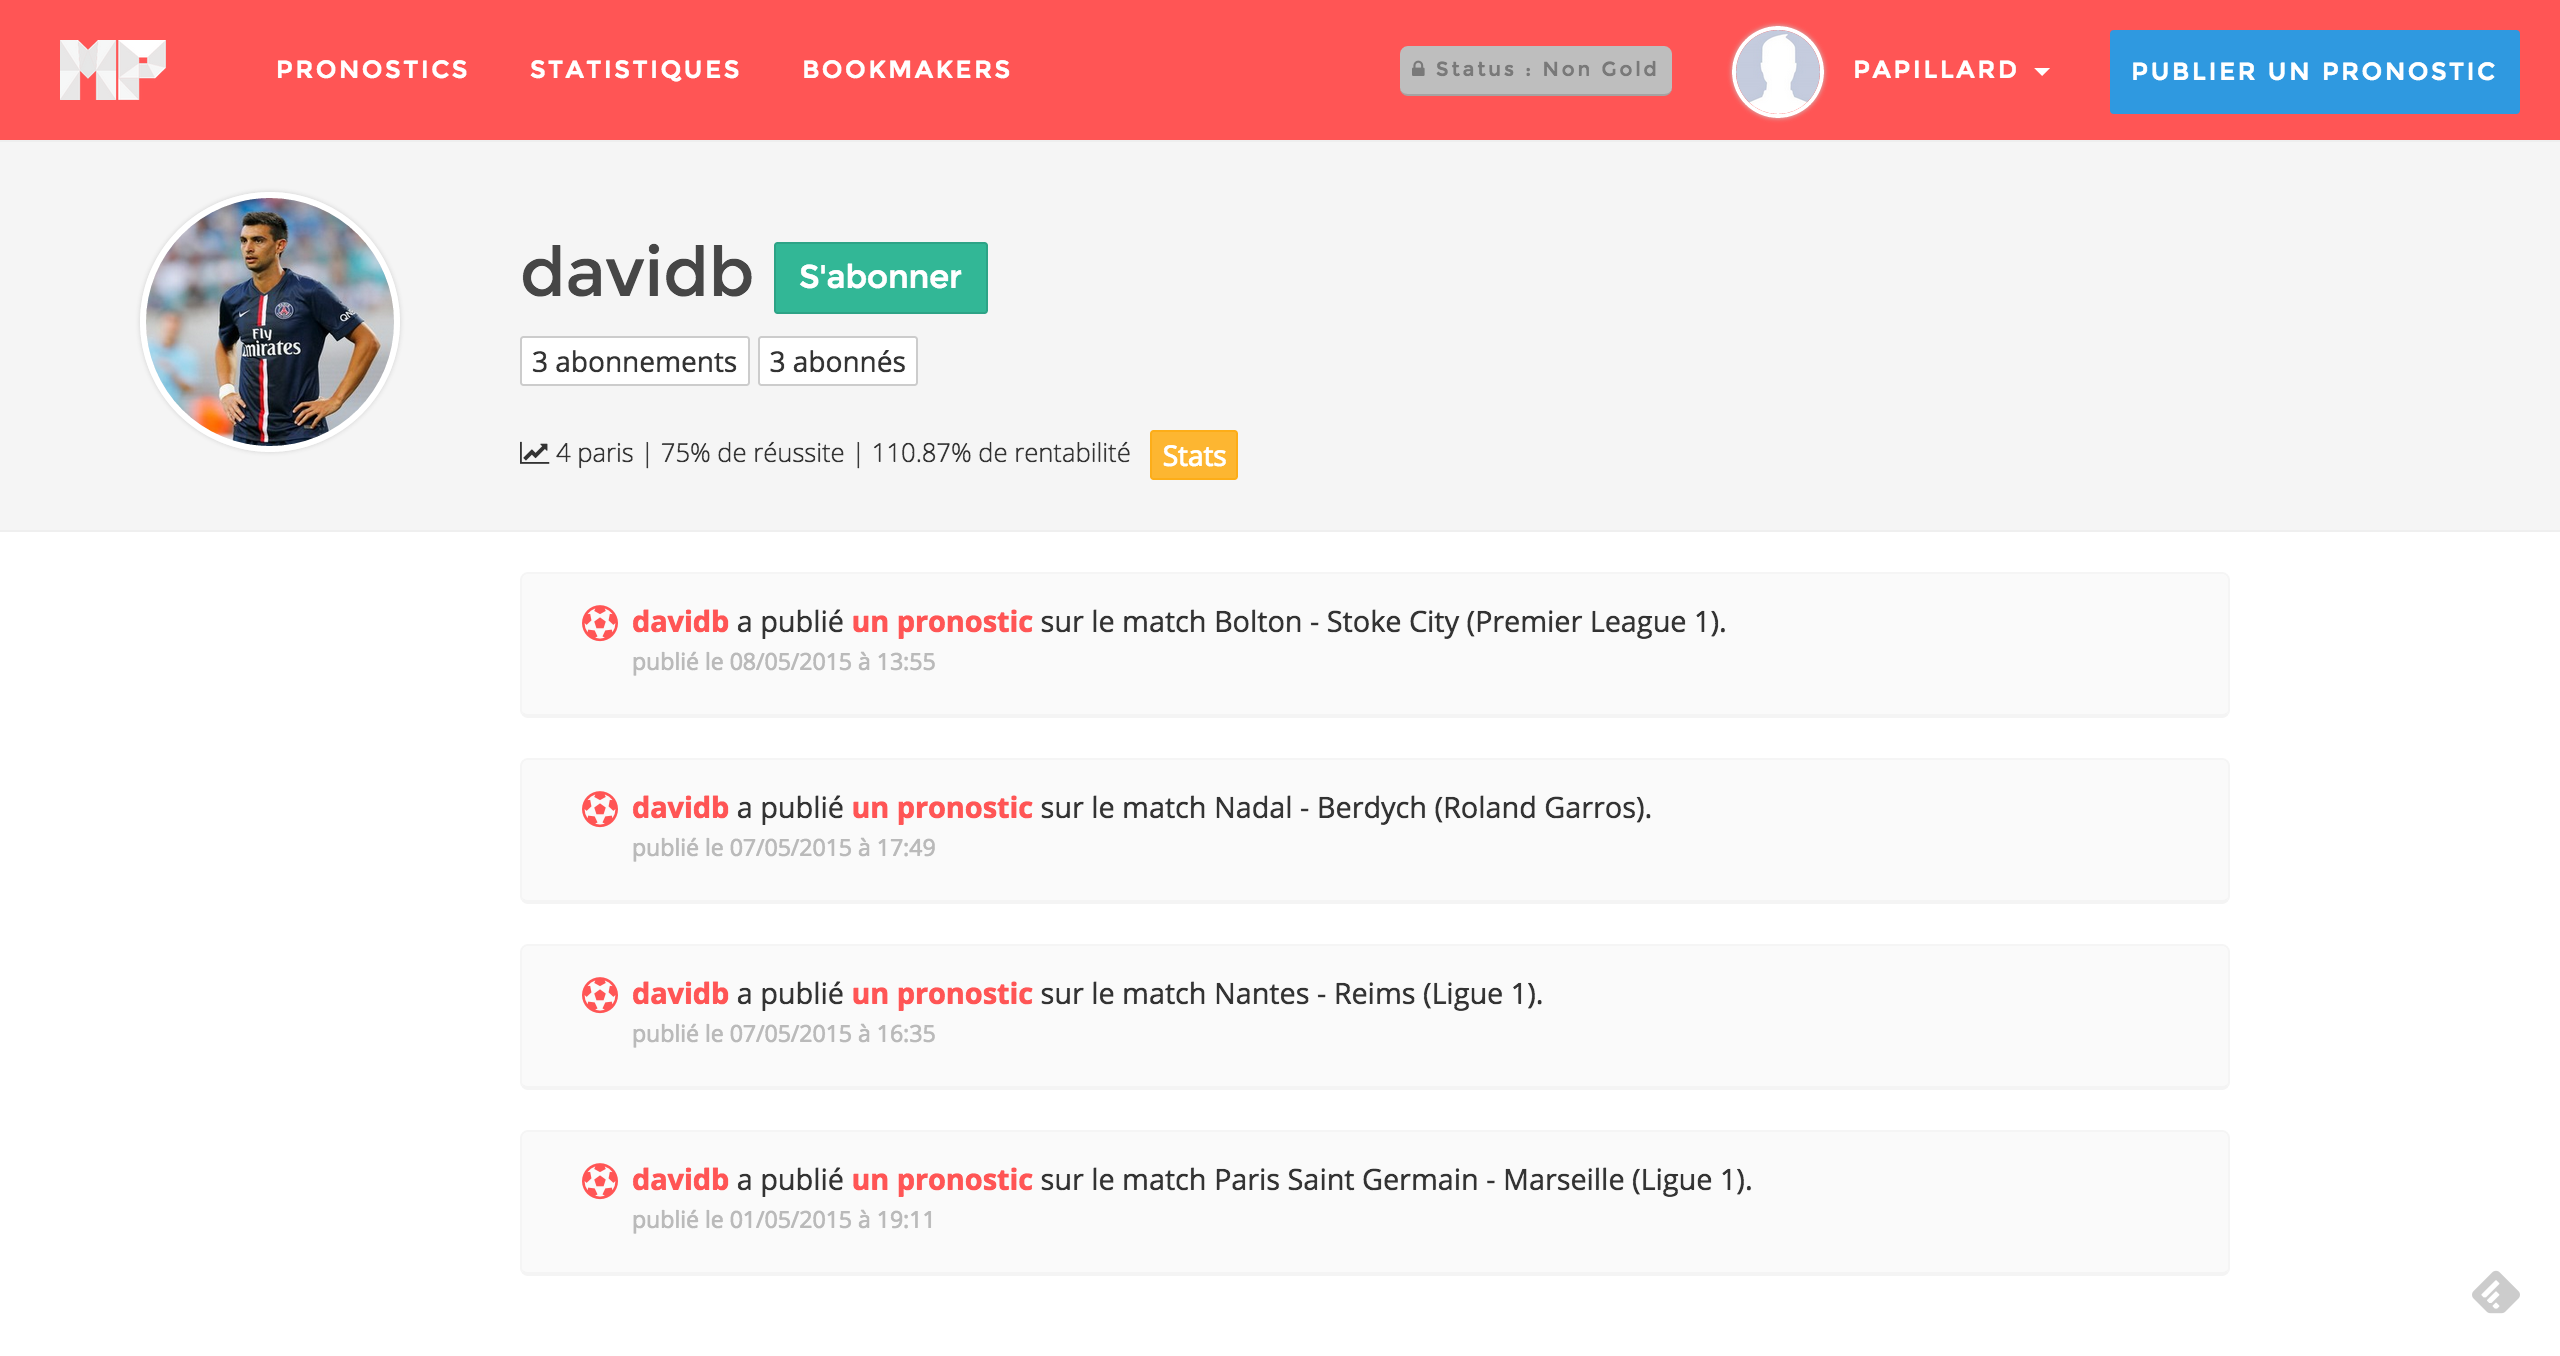 MP
PRONOSTICS STATISTIQUES BOOKMAKERS Status : Non Gold PAPILLARD PUBLIER UN PRONOSTIC
davidb S'abonner
3 abonnements 3 abonnés
4 paris | 75% de réussite | 110.87% de rentabilité Stats
Fly
Emirates
davidb a publié un pronostic sur le match Bolton - Stoke City (Premier League 1).
publié le 08/05/2015 à 13:55
davidb a publié un pronostic sur le match Nadal - Berdych (Roland Garros).
publié le 07/05/2015 à 17:49
davidb a publié un pronostic sur le match Nantes - Reims (Ligue 1).
publié le 07/05/2015 à 16:35
davidb a publié un pronostic sur le match Paris Saint Germain - Marseille (Ligue 1).
publié le 01/05/2015 à 19:11